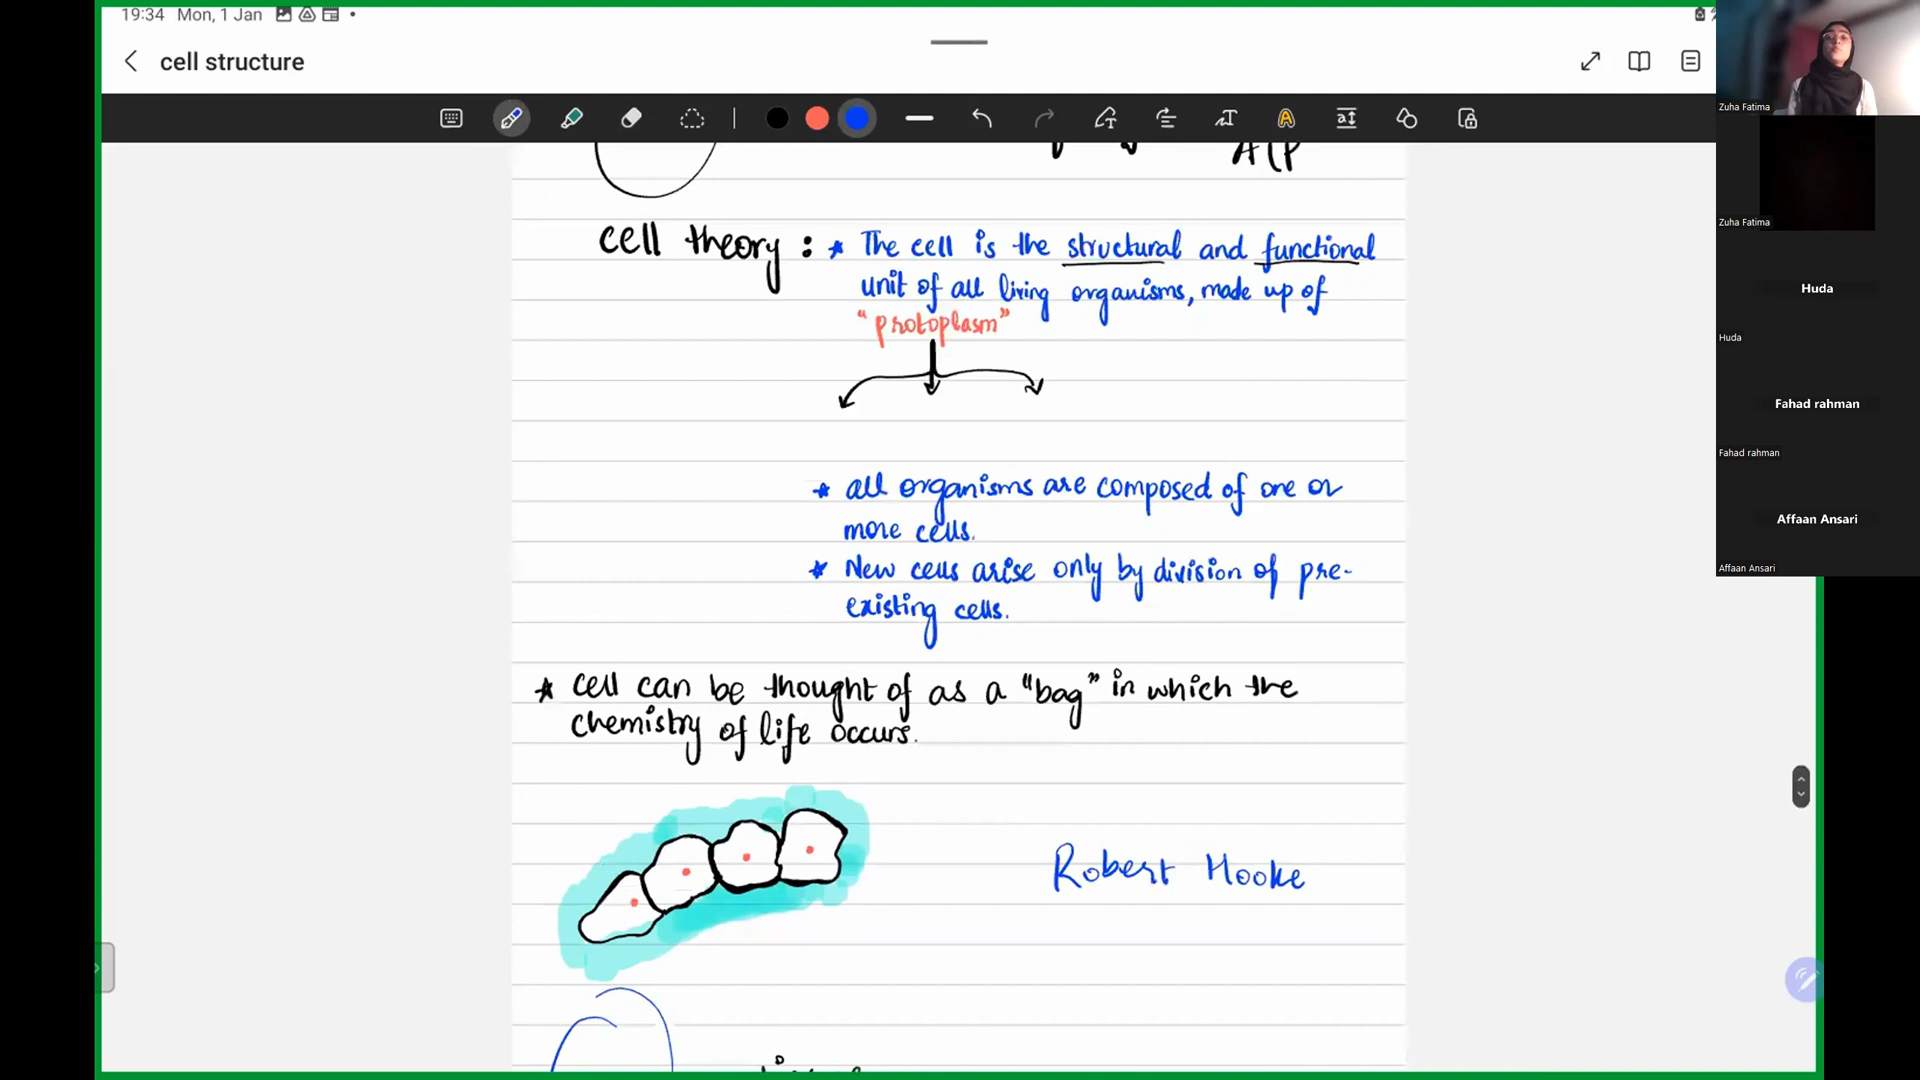 19:34 Mon, 1 Jan
cell structure
Zuha Fatima
Zuha Fatima
Huda
Huda
Fahad rahman
Fahad rahman
Affaan Ansari
Affaan Ansari
cell theory : * The cell is the structural and functional
unit of all living organisms, made up of
"protoplasm"
* all organisms are composed of one or
more cells.
* New cells arise only by division of pre-
existing cells.
* cell can be thought of as a "bag" in which the
chemistry of life occurs.
Robert Hooke